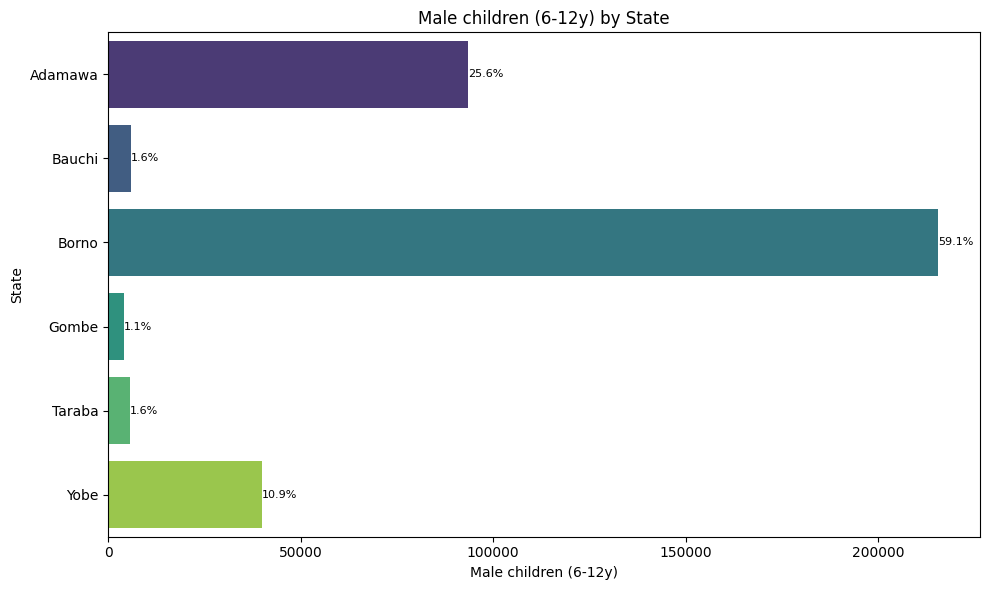 Male children (6-12y) by State
State
Adamawa
25.6%
Bauchi
1.6%
Borno
59.1%
Gombe
1.1%
Taraba
1.6%
Yobe
10.9%
0 50000 100000 150000 200000
Male children (6-12y)